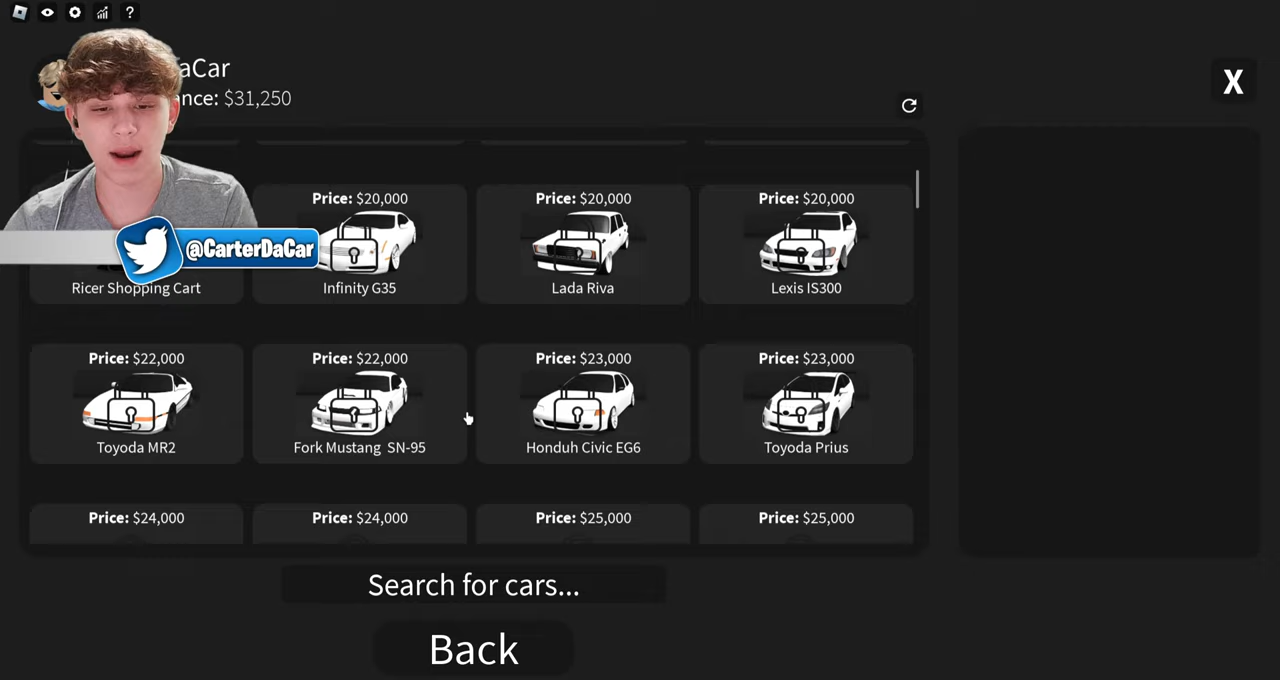 ?
aCar
ance: $31,250
X
Price: $20,000
Price: $20,000
Price: $20,000
@CarterDaCar
Ricer Shopping Cart
Infinity G35
Lada Riva
Lexis IS300
Price: $22,000
Price: $22,000
Price: $23,000
Price: $23,000
Toyoda MR2
Fork Mustang  SN-95
Honduh Civic EG6
Toyoda Prius
Price: $24,000
Price: $24,000
Price: $25,000
Price: $25,000
Search for cars...
Back